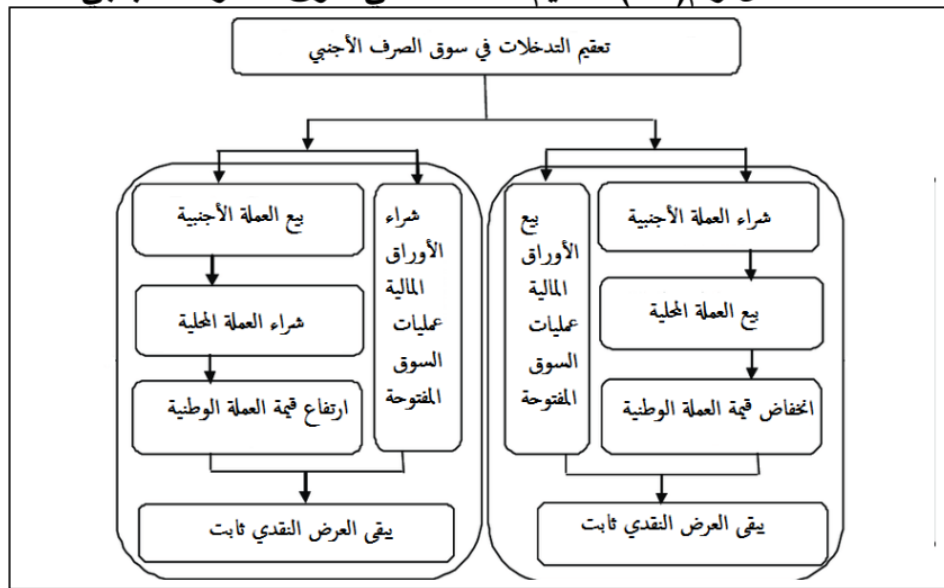 تعقيم التدخلات في سوق الصرف الأجنبي
شراء العملة الأجنبية
بيع العملة المحلية
انخفاض قيمة العملة الوطنية
بيع
الأوراق
المالية
عمليات
السوق
المفتوحة
يبقى العرض النقدي ثابت
شراء
الأوراق
المالية
عمليات
السوق
المفتوحة
بيع العملة الأجنبية
شراء العملة المحلية
ارتفاع قيمة العملة الوطنية
يبقى العرض النقدي ثابت